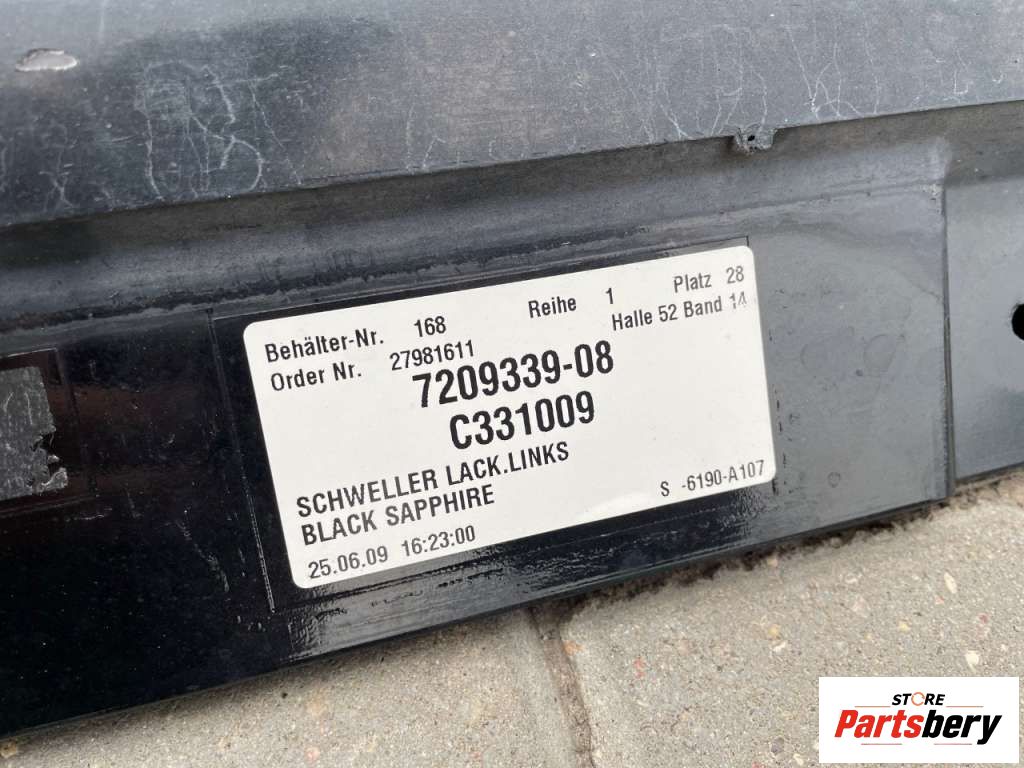 Behälter-Nr. 168 Reihe 1 Platz 28
Order Nr. 27981611 Halle 52 Band 14
7209339-08
C331009
SCHWELLER LACK.LINKS
BLACK SAPPHIRE S -6190-A107
25.06.09 16:23:00
STORE
Partsbery